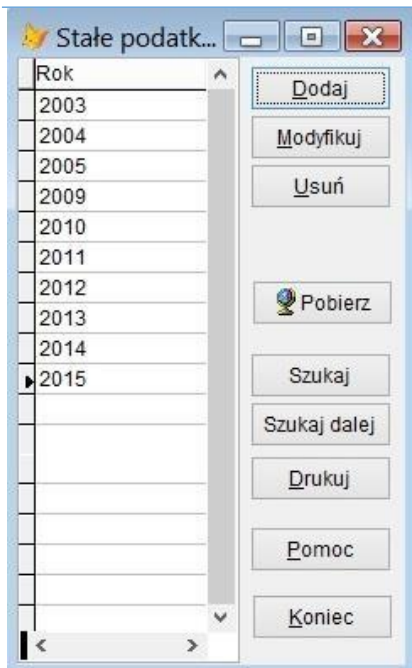 Stałe podatk...
Rok
2003
2004
2005
2009
2010
2011
2012
2013
2014
2015
Dodaj
Modyfikuj
Usuń
Pobierz
Szukaj
Szukaj dalej
Drukuj
Pomoc
Koniec